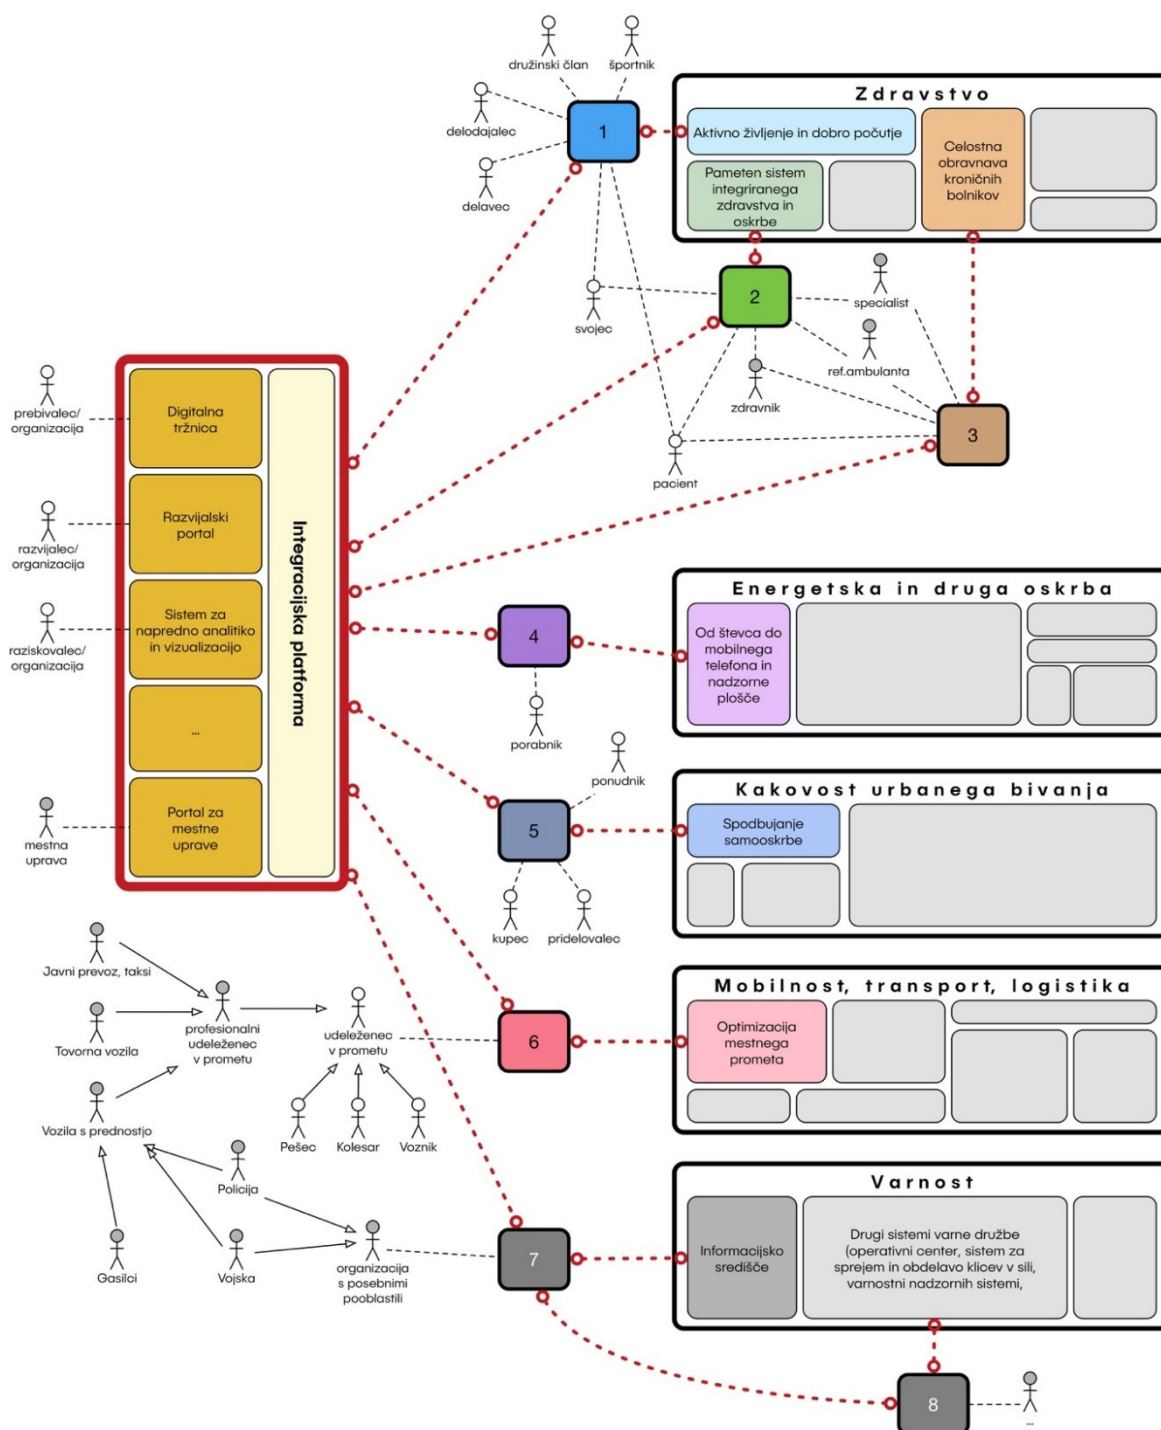 družinski član
športnik
delodajalec
1
delavec
Zdravstvo
Aktivno življenje in dobro počutje
Celostna
obravnava
kroničnih
bolnikov
Pameten sistem
integriranega
zdravstva in
oskrbe
2
svojec
specialist
ref.ambulanta
zdravnik
3
pacient
prebivalec/
organizacija
Digitalna
tržnica
razvijalec/
organizacija
Razvijalski
portal
raziskovalec/
organizacija
Sistem za
napredno analitiko
in vizualizacijo
...
mestna
uprava
Portal za
mestne
uprave
Integracijska platforma
4
porabnik
Energetska in druga oskrba
Od števca do
mobilnega
telefona in
nadzorne
plošče
ponudnik
5
kupec
pridelovalec
Kakovost urbanega bivanja
Spodbujanje
samooskrbe
Javni prevoz, taksi
Tovorna vozila
profesionalni
udeleženec
v prometu
udeleženec
v prometu
6
Vozila s prednostjo
Pešec
Kolesar
Voznik
Mobilnost, transport, logistika
Optimizacija
mestnega
prometa
Policija
Gasilci
Vojska
organizacija
s posebnimi
pooblastili
7
Varnost
Informacijsko
središče
Drugi sistemi varne družbe
(operativni center, sistem za
sprejem in obdelavo klicev v sili,
varnostni nadzornih sistemi,
8
...